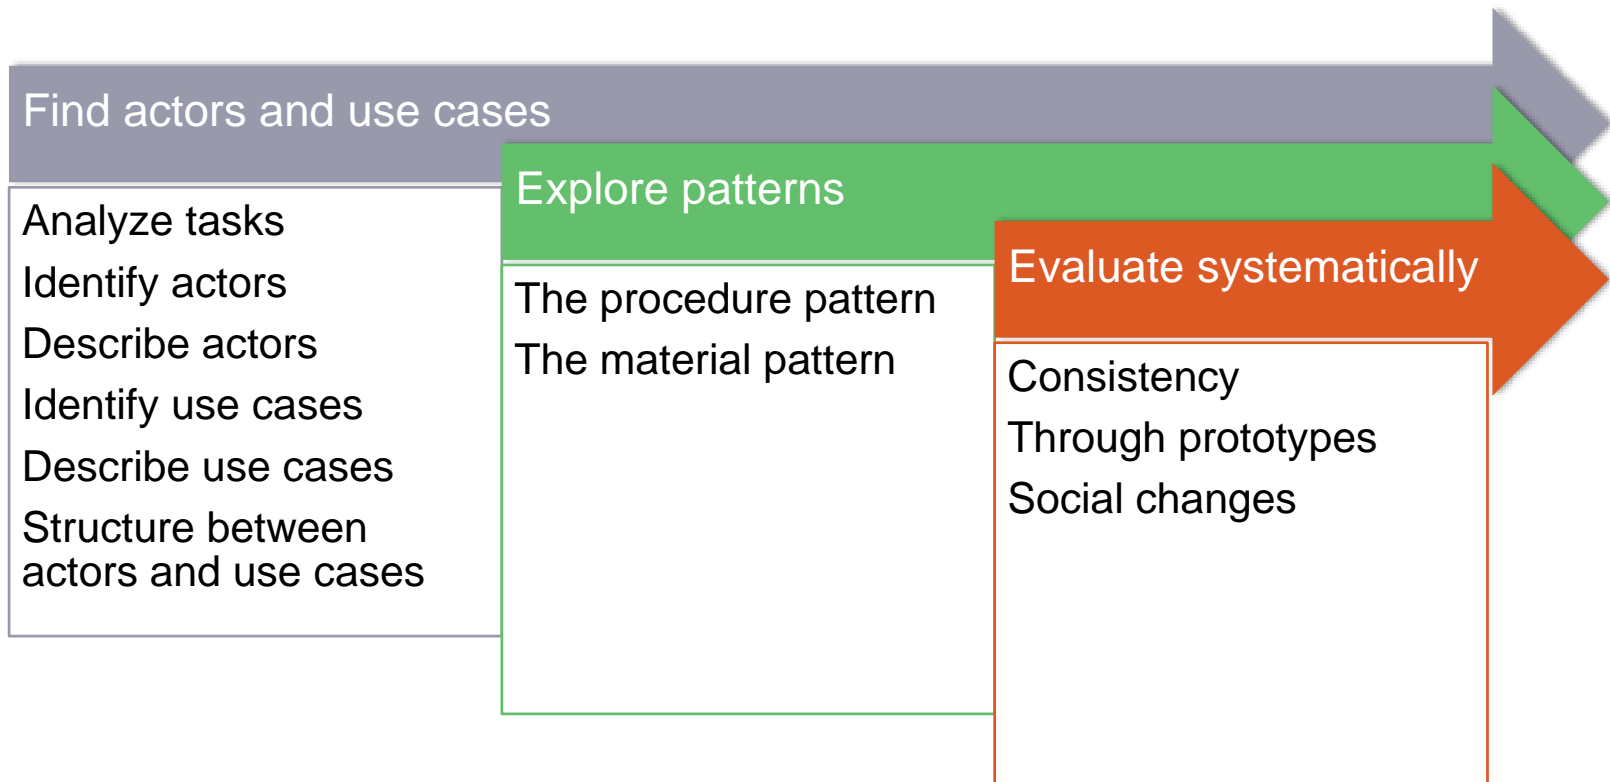 Find actors and use cases
Analyze tasks
Identify actors
Describe actors
Identify use cases
Describe use cases
Structure between
actors and use cases
Explore patterns
The procedure pattern
The material pattern
Evaluate systematically
Consistency
Through prototypes
Social changes